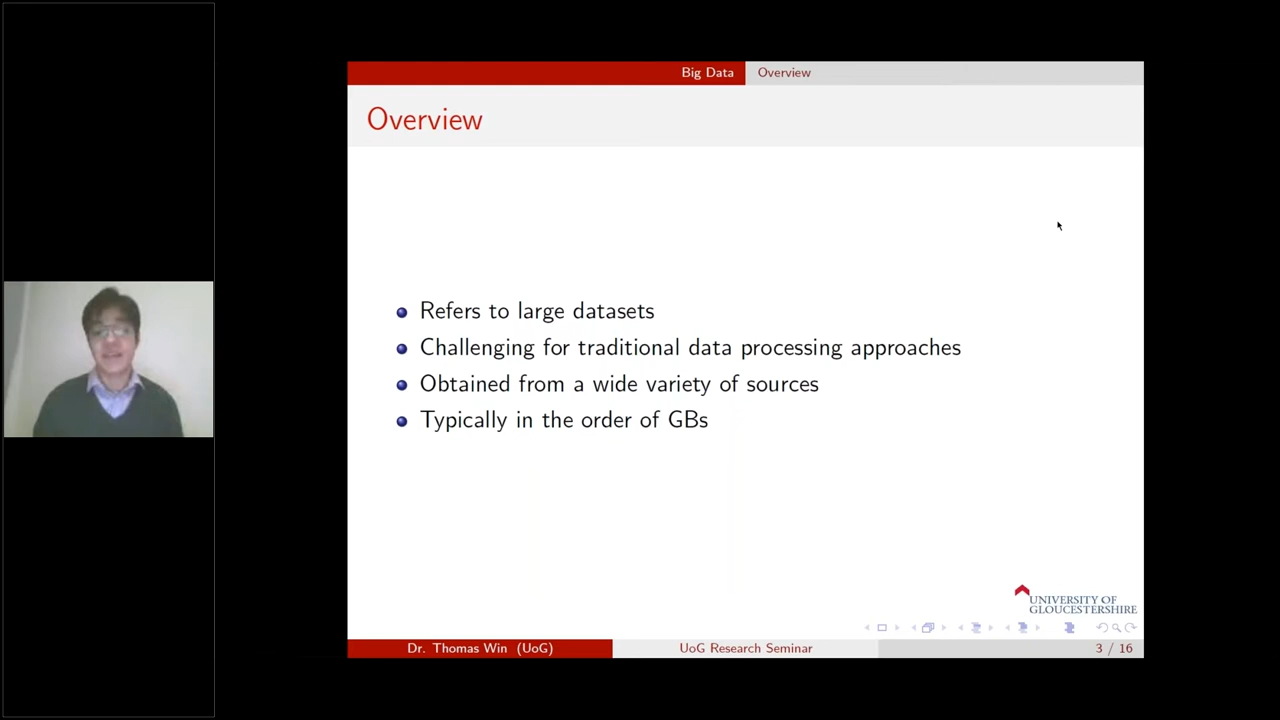 Big Data Overview
Overview
Refers to large datasets
Challenging for traditional data processing approaches
Obtained from a wide variety of sources
Typically in the order of GBs
UNIVERSITY OF
GLOUCESTERSHIRE
Dr. Thomas Win (UoG) UoG Research Seminar 3 / 16